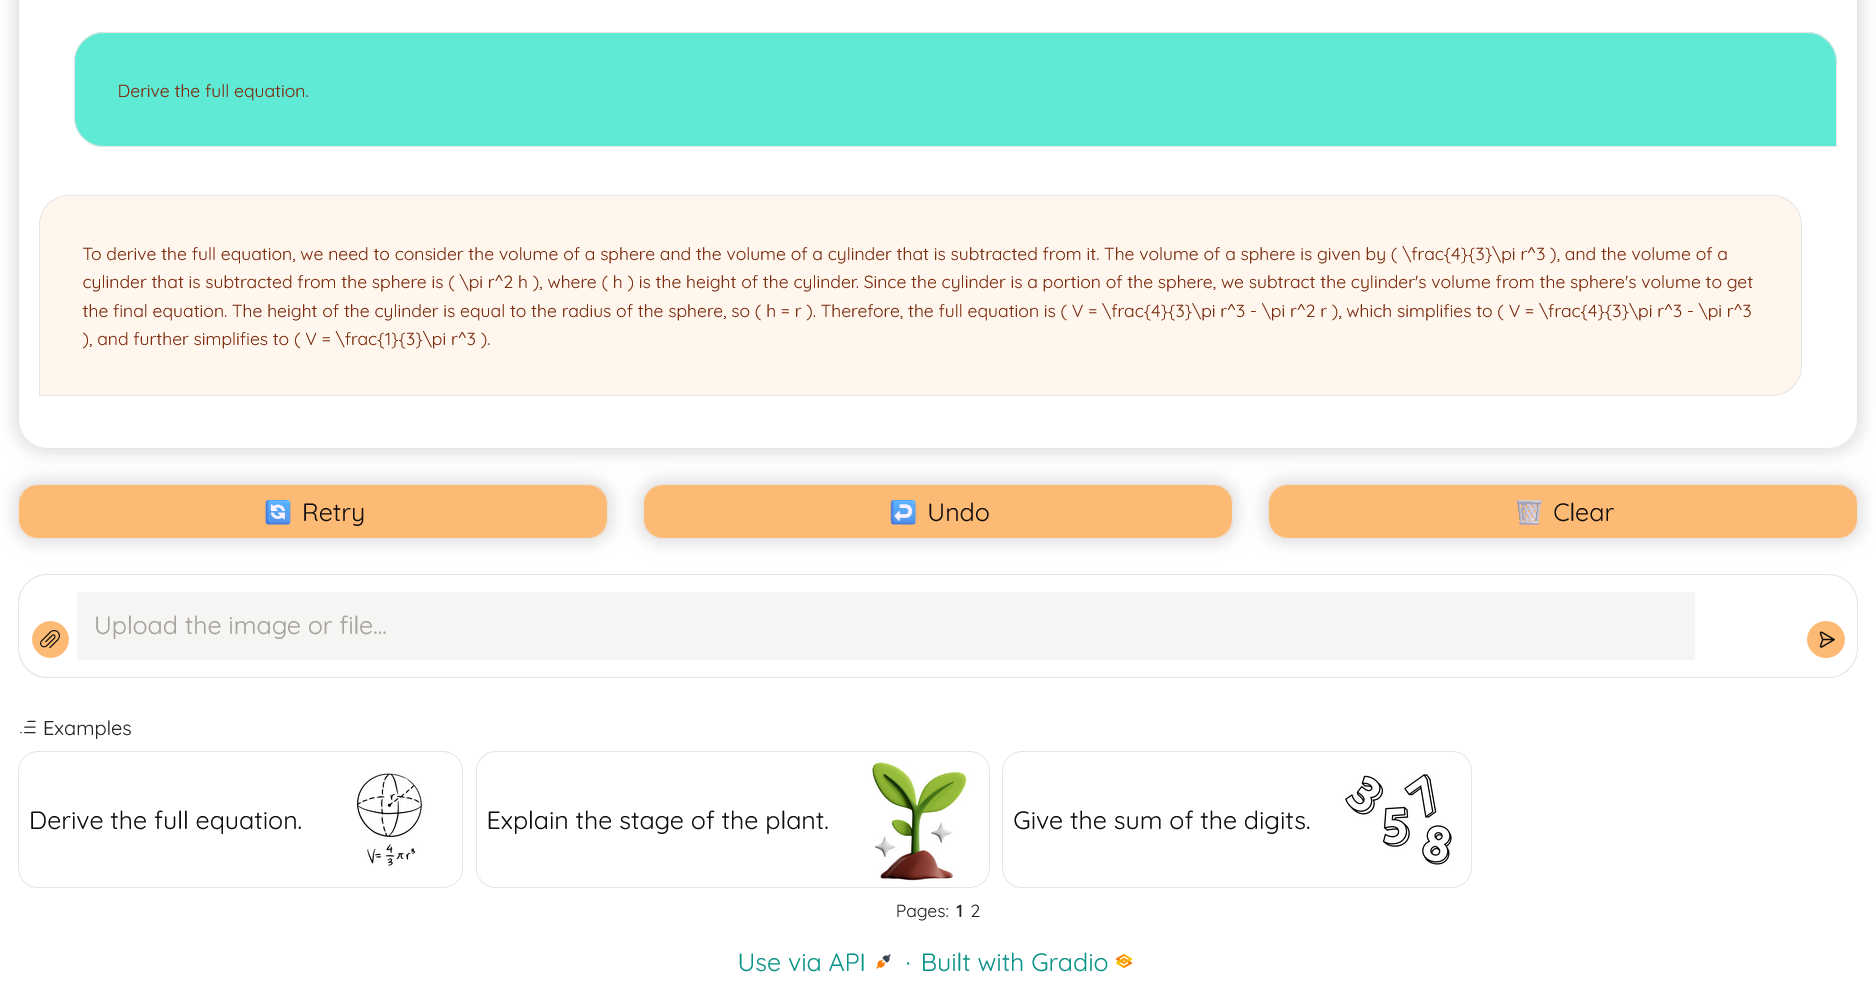 Derive the full equation.
To derive the full equation, we need to consider the volume of a sphere and the volume of a cylinder that is subtracted from it. The volume of a sphere is given by ( \frac{4}{3}\pi r^3 ), and the volume of a
cylinder that is subtracted from the sphere is ( \pi r^2 h ), where ( h ) is the height of the cylinder. Since the cylinder is a portion of the sphere, we subtract the cylinder's volume from the sphere's volume to get
the final equation. The height of the cylinder is equal to the radius of the sphere, so ( h = r ). Therefore, the full equation is ( V = \frac{4}{3}\pi r^3 - \pi r^2 r ), which simplifies to ( V = \frac{4}{3}\pi r^3 - \pi r^3
), and further simplifies to ( V = \frac{1}{3}\pi r^3 ).
Retry
Undo
Clear
Upload the image or file...
Examples
Derive the full equation.
r
V= 4/3 πr³
Explain the stage of the plant.
Give the sum of the digits.
3 7
5
8
Pages: 1 2
Use via API · Built with Gradio